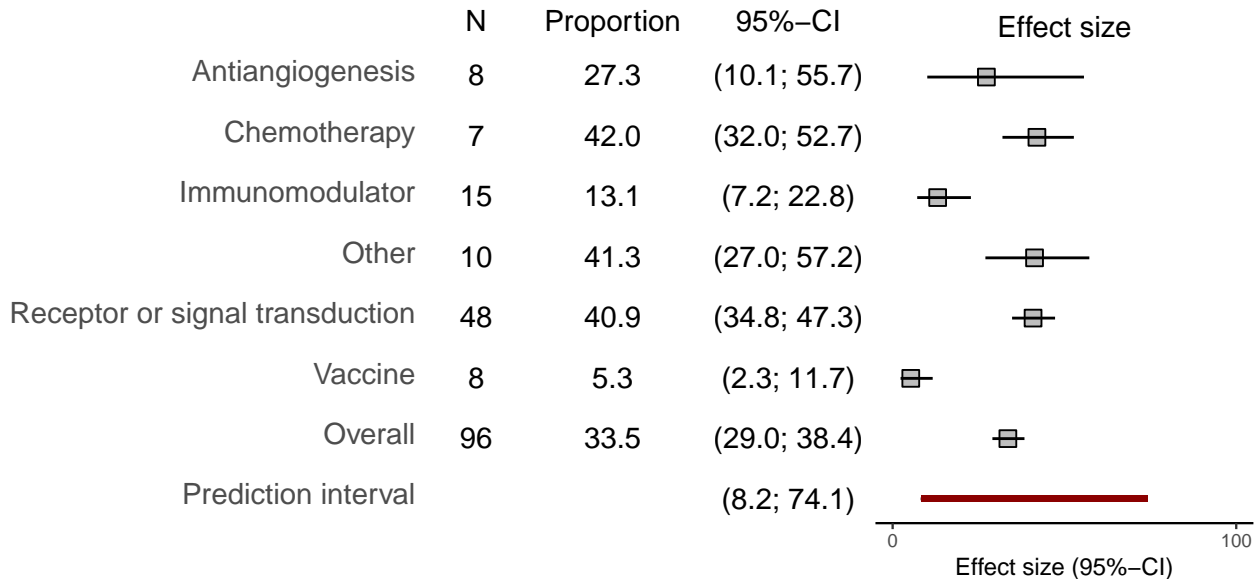 N Proportion 95%−CI Effect size
Antiangiogenesis 8 27.3 (10.1; 55.7)
Chemotherapy 7 42.0 (32.0; 52.7)
Immunomodulator 15 13.1 (7.2; 22.8)
Other 10 41.3 (27.0; 57.2)
Receptor or signal transduction 48 40.9 (34.8; 47.3)
Vaccine 8 5.3 (2.3; 11.7)
Overall 96 33.5 (29.0; 38.4)
Prediction interval (8.2; 74.1)
0 100
Effect size (95%−CI)